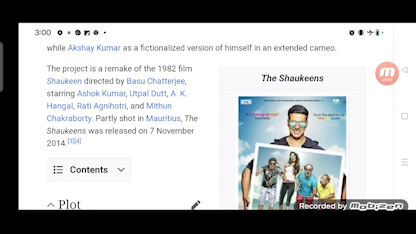 3:00
while Akshay Kumar as a fictionalized version of himself in an extended cameo.
The project is a remake of the 1982 film
Shaukeen directed by Basu Chatterjee,
starring Ashok Kumar, Utpal Dutt, A. K.
Hangal, Rati Agnihotri, and Mithun
Chakraborty. Partly shot in Mauritius, The
Shaukeens was released on 7 November
2014.[3][4]
Contents
Plot
The Shaukeens
Recorded by
MOBIZEN